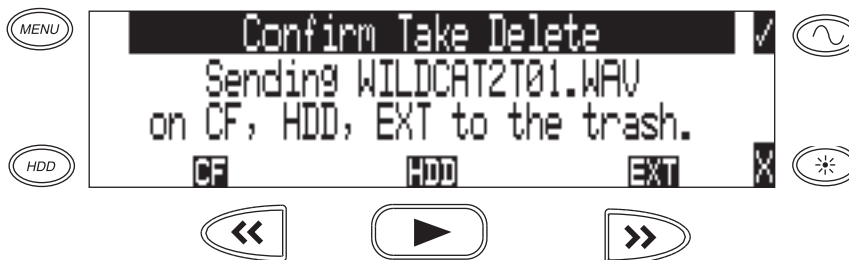 MENU
Confirm Take Delete
Sending WILDCAT2T01.WAV
on CF, HDD, EXT to the trash.
HDD
CF HDD EXT X